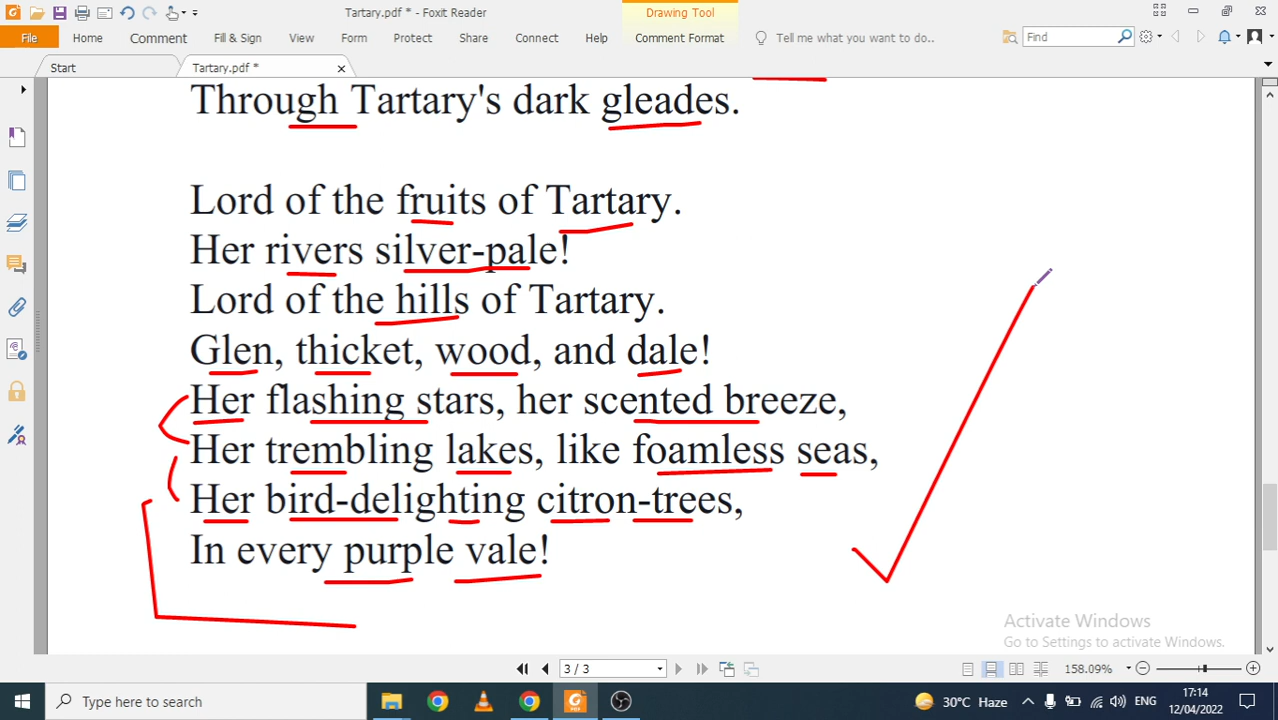 Tartary.pdf * - Foxit Reader
Drawing Tool
File
Home
Comment
Fill & Sign
View
Form
Protect
Share
Connect
Help
Comment Format
Tell me what you want to do..
Find
Start
Tartary.pdf *
Through Tartary's dark gleades.
Lord of the fruits of Tartary.
Her rivers silver-pale!
Lord of the hills of Tartary.
Glen, thicket, wood, and dale!
Her flashing stars, her scented breeze,
Her trembling lakes, like foamless seas,
Her bird-delighting citron-trees,
In every purple vale!
Activate Windows
Go to Settings to activate Windows.
3 / 3
158.09%
Type here to search
30°C Haze
ENG
17:14
12/04/2022